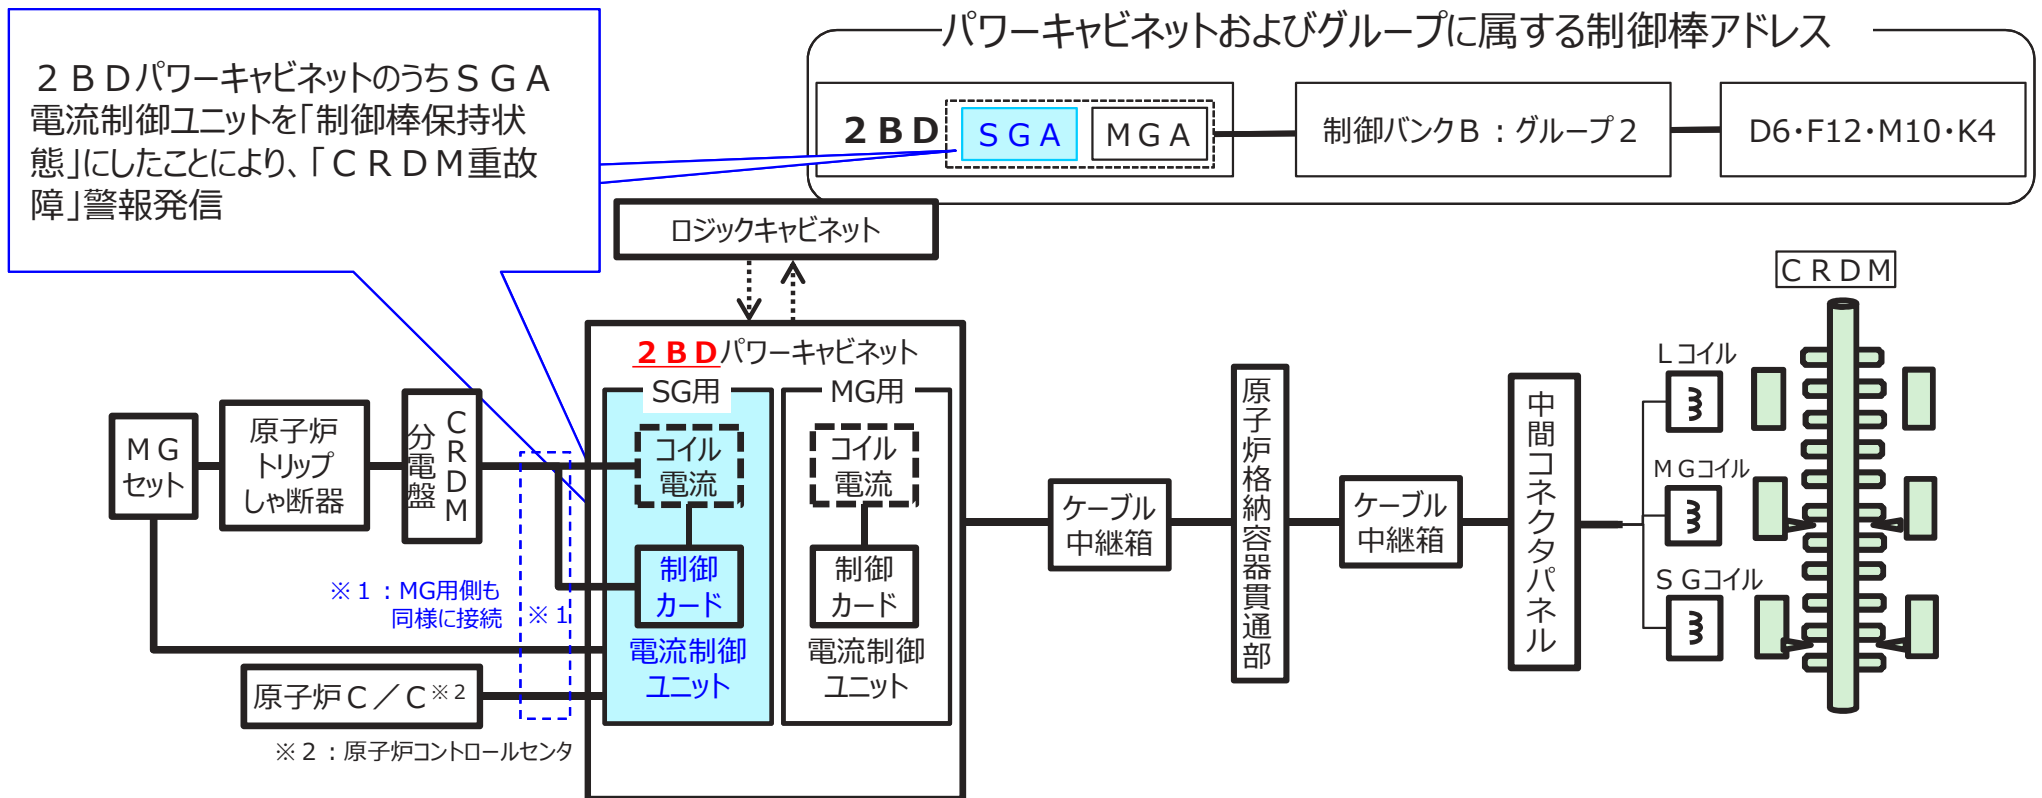 パワーキャビネットおよびグループに属する制御棒アドレス
２ＢＤパワーキャビネットのうちＳＧＡ
電流制御ユニットを「制御棒保持状
態」にしたことにより、「ＣＲＤＭ重故
障」警報発信
２ＢＤ
ＳＧＡ
ＭＧＡ
制御バンクＢ：グループ２
D6・F12・M10・K4
ロジックキャビネット
ＣＲＤＭ
２ＢＤパワーキャビネット
SG用
MG用
コイル
電流
コイル
電流
制御
カード
制御
カード
電流制御
ユニット
電流制御
ユニット
ＭＧ
セット
原子炉
トリップ
しゃ断器
ＣＲＤＭ
分電盤
※１：MG用側も
同様に接続
※１
原子炉Ｃ／Ｃ※２
※２：原子炉コントロールセンタ
ケーブル
中継箱
原子炉格納容器貫通部
ケーブル
中継箱
中間コネクタパネル
Ｌコイル
ＭＧコイル
ＳＧコイル